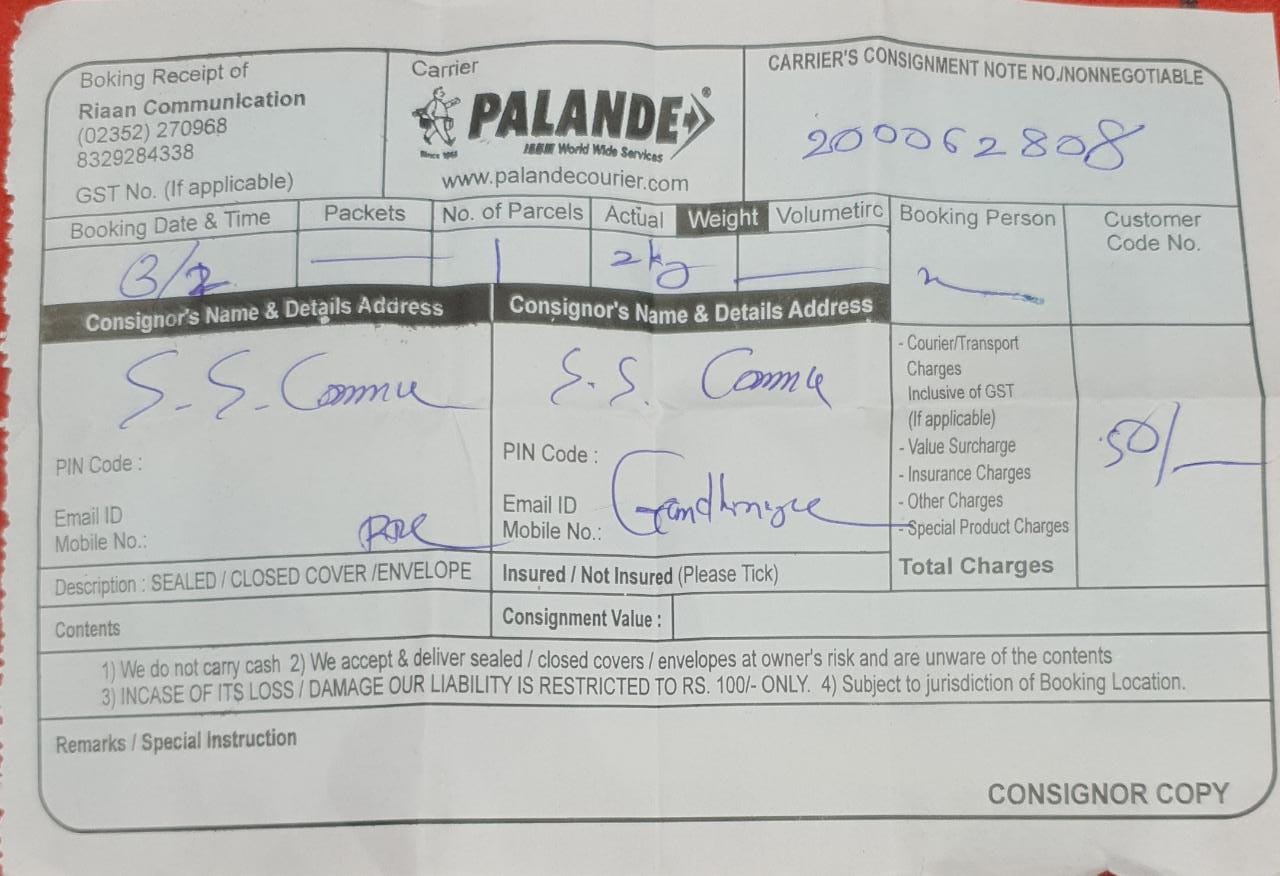 Boking Receipt of
Riaan Communication
(02352) 270968
8329284338
GST No. (If applicable)
Carrier
PALANDE
Since 1965
World Wide Services
www.palandecourier.com
CARRIER'S CONSIGNMENT NOTE NO./NONNEGOTIABLE
200062808
Booking Date & Time
Packets
No. of Parcels
Actual Weight Volumetirc
Booking Person
Customer Code No.
3/2
1
2kg
Consignor's Name & Details Address
S. S. Commu
PIN Code :
Email ID
Mobile No.:
Consignor's Name & Details Address
S. S. Comm
PIN Code :
Email ID
Mobile No.:
- Courier/Transport
Charges
Inclusive of GST
(If applicable)
- Value Surcharge
- Insurance Charges
- Other Charges
- Special Product Charges
Total Charges
50/-
Description : SEALED / CLOSED COVER /ENVELOPE
Insured / Not Insured (Please Tick)
Contents
Consignment Value :
1) We do not carry cash 2) We accept & deliver sealed / closed covers / envelopes at owner's risk and are unware of the contents
3) INCASE OF ITS LOSS / DAMAGE OUR LIABILITY IS RESTRICTED TO RS. 100/- ONLY. 4) Subject to jurisdiction of Booking Location.
Remarks / Special Instruction
CONSIGNOR COPY